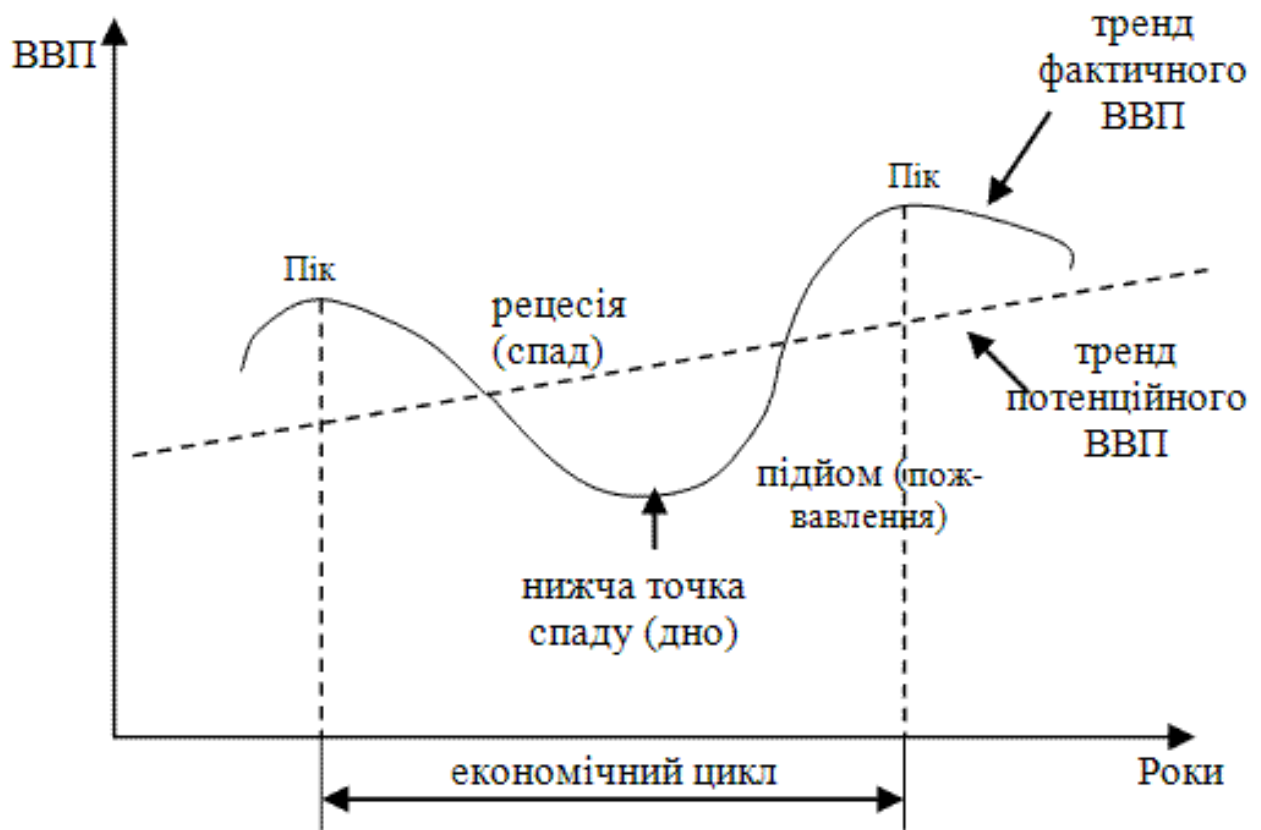 ВВП
тренд
фактичного
ВВП
Пік
Пік
рецесія
(спад)
тренд
потенційного
ВВП
підйом (пож-
вавлення)
нижча точка
спаду (дно)
економічний цикл
Роки